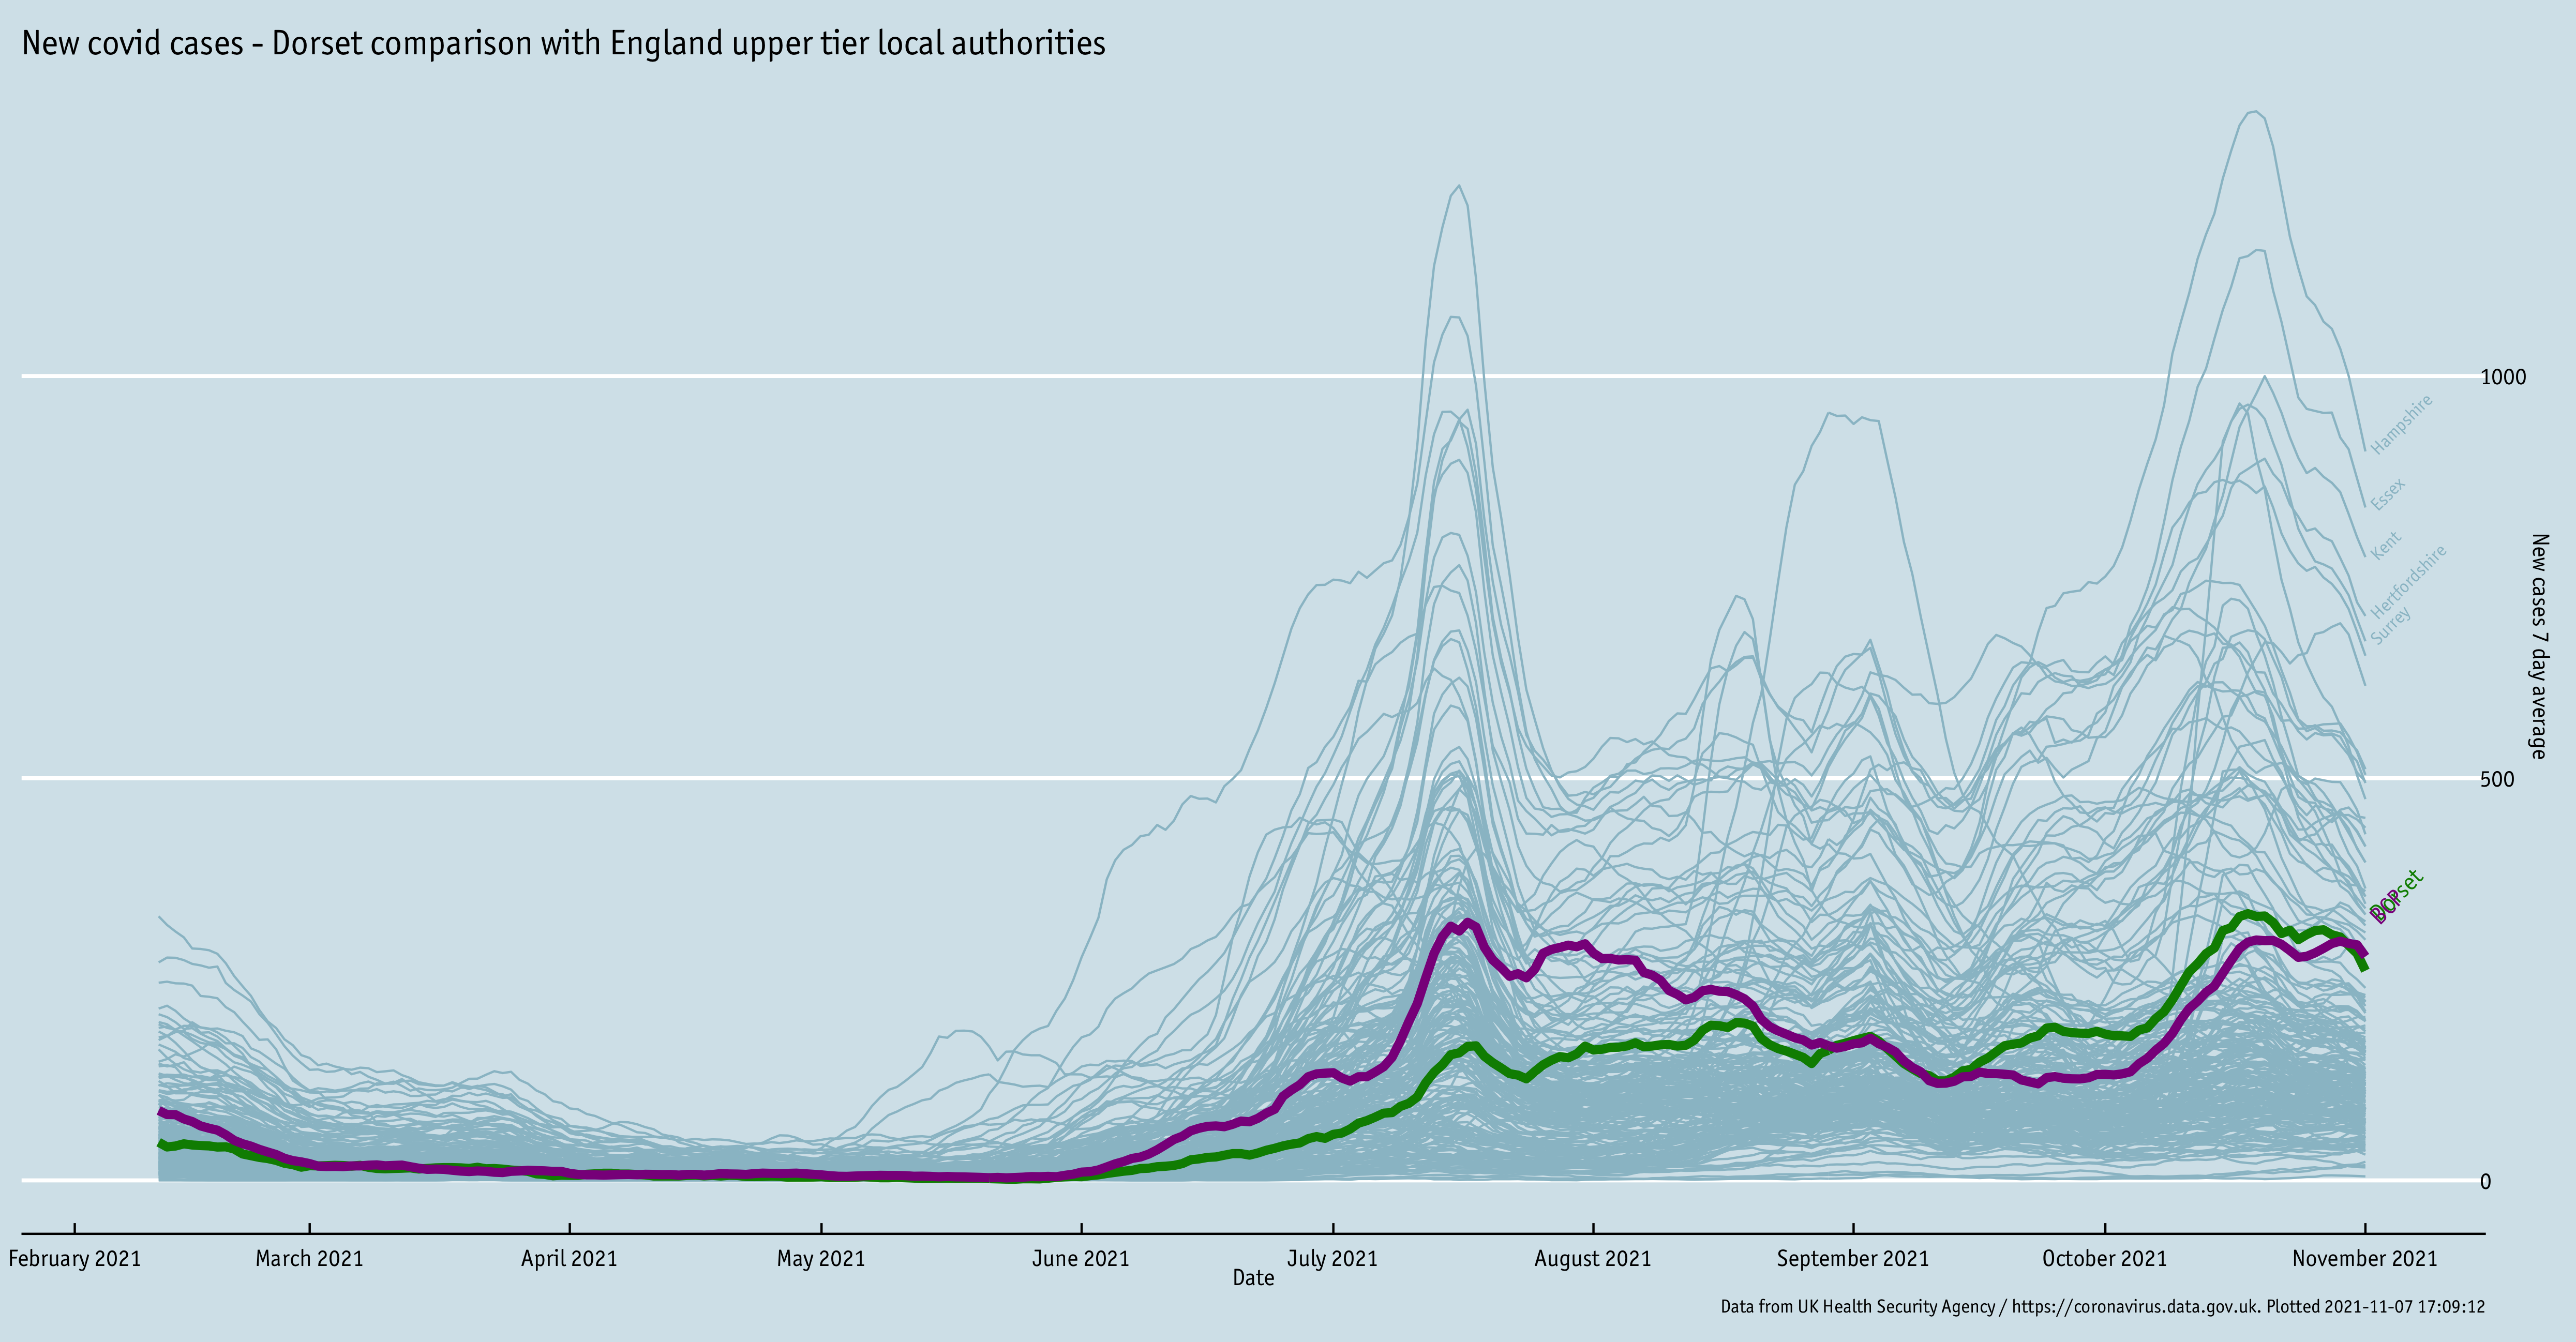 New covid cases - Dorset comparison with England upper tier local authorities
1000
Hampshire
Essex
Kent
Hertfordshire
Surrey
New cases 7 day average
500
Dorset
BCP
0
February 2021
March 2021
April 2021
May 2021
June 2021
July 2021
August 2021
September 2021
October 2021
November 2021
Date
Data from UK Health Security Agency / https://coronavirus.data.gov.uk. Plotted 2021-11-07 17:09:12